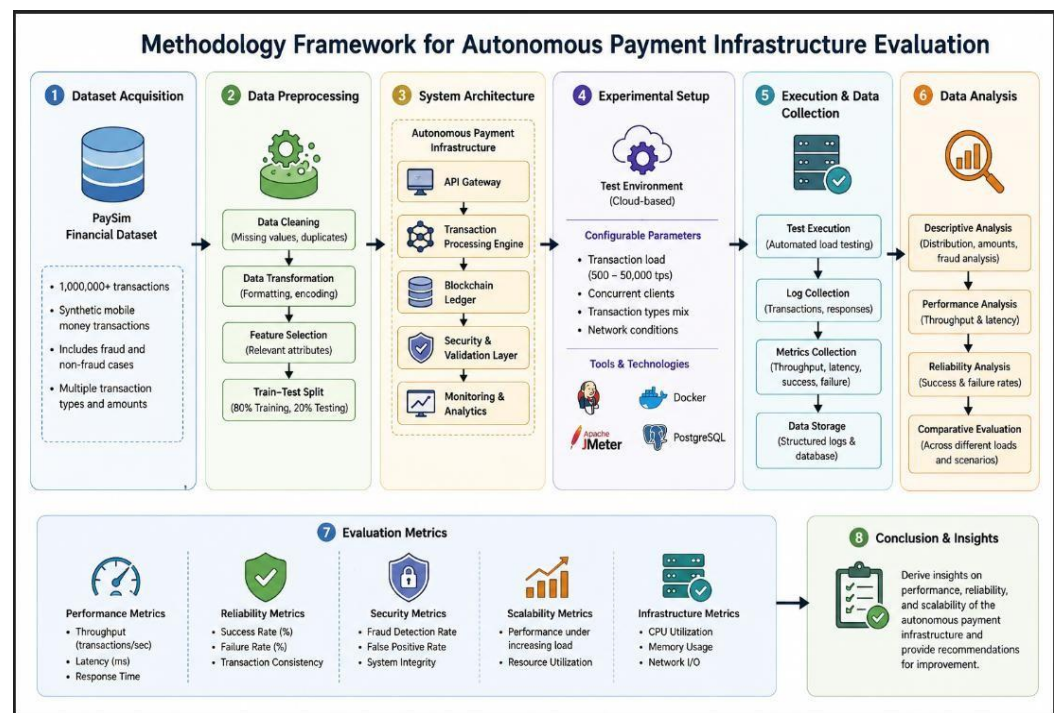 Methodology Framework for Autonomous Payment Infrastructure Evaluation
1 Dataset Acquisition
PaySim
Financial Dataset
• 1,000,000+ transactions
• Synthetic mobile
money transactions
• Includes fraud and
non-fraud cases
• Multiple transaction
types and amounts
1
2 Data Preprocessing
Data Cleaning
(Missing values, duplicates)
Data Transformation
(Formatting, encoding)
Feature Selection
(Relevant attributes)
Train–Test Split
(80% Training, 20% Testing)
3 System Architecture
Autonomous Payment
Infrastructure
API Gateway
Transaction
Processing Engine
Blockchain
Ledger
Security &
Validation Layer
Monitoring &
Analytics
4 Experimental Setup
Test Environment
(Cloud-based)
Configurable Parameters
• Transaction load
(500 – 50,000 tps)
• Concurrent clients
• Transaction types mix
• Network conditions
Tools & Technologies
Docker
Apache
JMeter
PostgreSQL
5 Execution & Data
Collection
Test Execution
(Automated load testing)
Log Collection
(Transactions, responses)
Metrics Collection
(Throughput, latency,
success, failure)
Data Storage
(Structured logs &
database)
6 Data Analysis
Descriptive Analysis
(Distribution, amounts,
fraud analysis)
Performance Analysis
(Throughput & latency)
Reliability Analysis
(Success & failure rates)
Comparative Evaluation
(Across different loads
and scenarios)
7 Evaluation Metrics
Performance Metrics
• Throughput
(transactions/sec)
• Latency (ms)
• Response Time
Reliability Metrics
• Success Rate (%)
• Failure Rate (%)
• Transaction Consistency
Security Metrics
• Fraud Detection Rate
• False Positive Rate
• System Integrity
Scalability Metrics
• Performance under
increasing load
• Resource Utilization
Infrastructure Metrics
• CPU Utilization
• Memory Usage
• Network I/O
8 Conclusion & Insights
Derive insights on
performance, reliability,
and scalability of the
autonomous payment
infrastructure and
provide recommendations
for improvement.